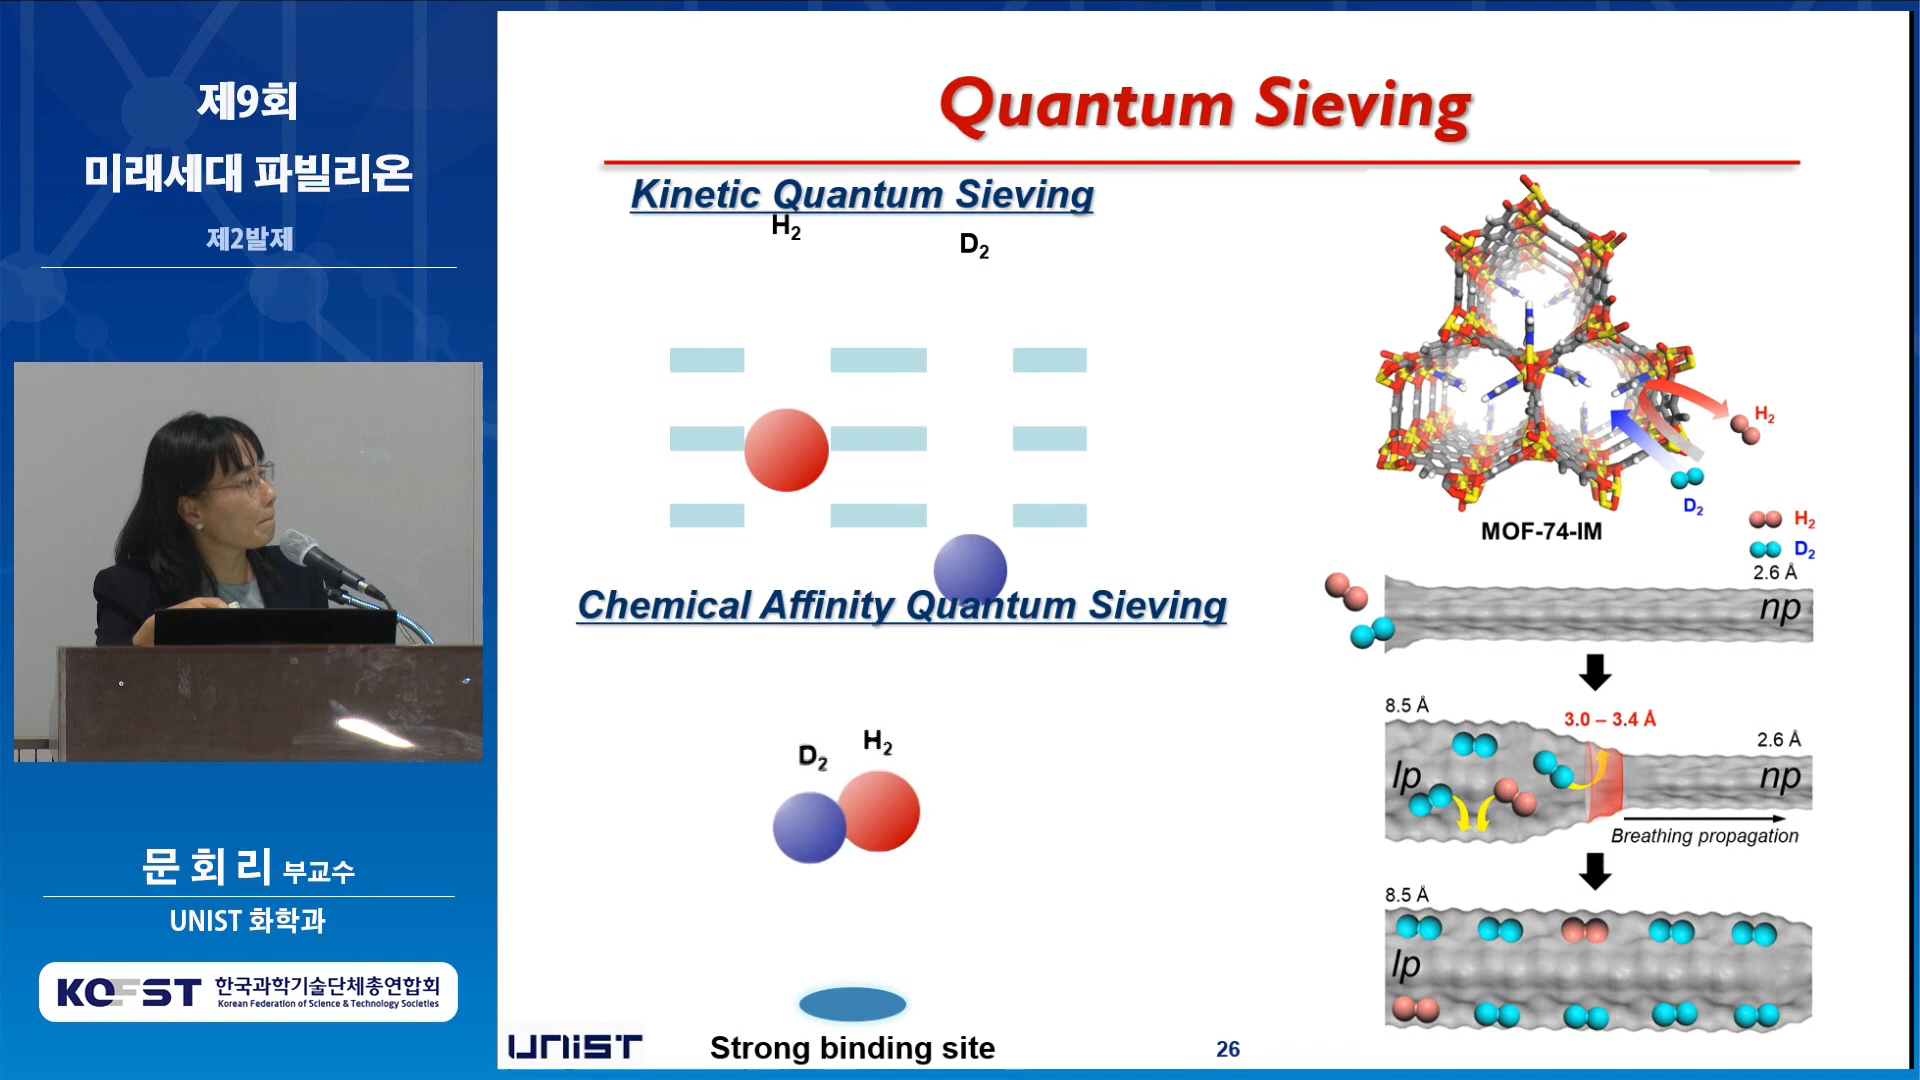 제9회
미래세대 파빌리온
제2발제
문 회 리 부교수
UNIST 화학과
KOFST 한국과학기술단체총연합회
Korean Federation of Science & Technology Societies
Quantum Sieving
Kinetic Quantum Sieving
H2
D2
Chemical Affinity Quantum Sieving
D2
H2
Strong binding site
UNIST
26
H2
D2
MOF-74-IM
H2
D2
2.6 Å
np
8.5 Å
3.0 – 3.4 Å
2.6 Å
lp
np
Breathing propagation
8.5 Å
lp